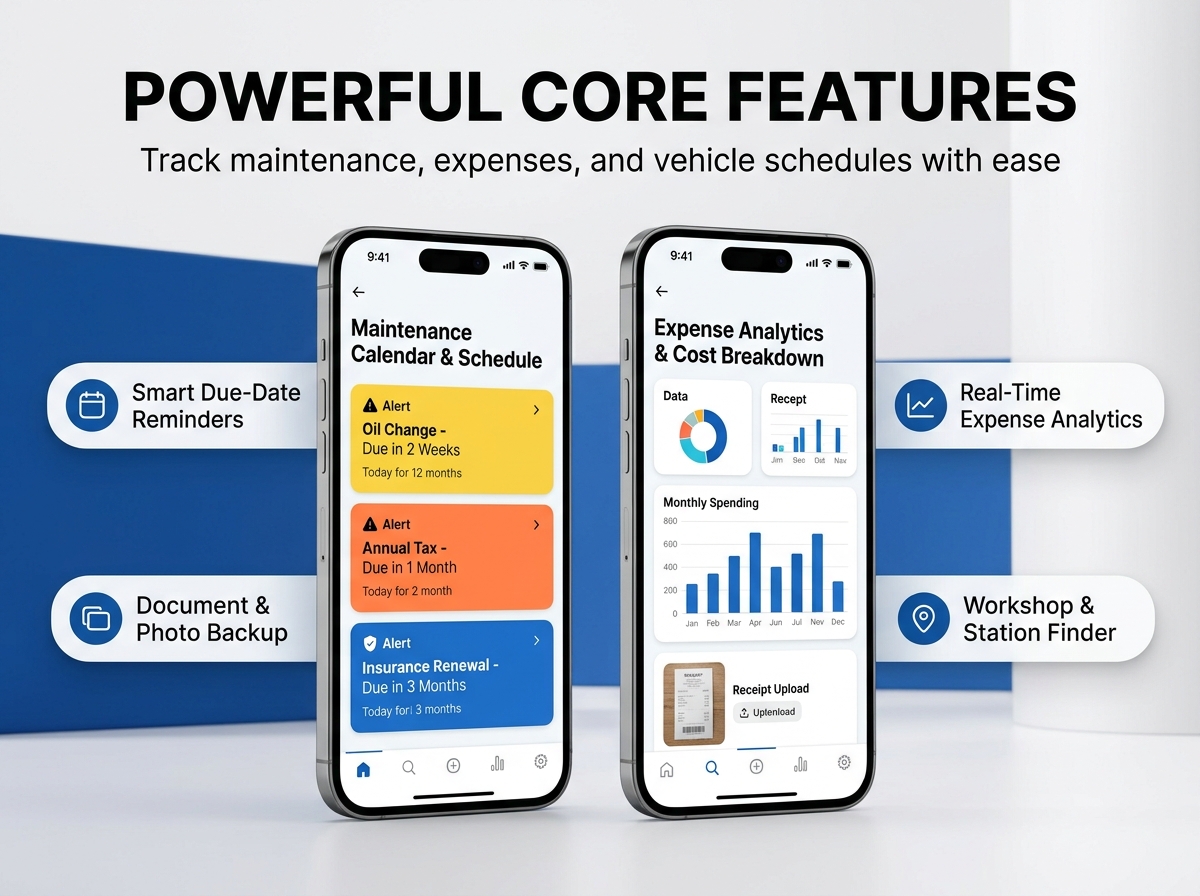 POWERFUL CORE FEATURES
Track maintenance, expenses, and vehicle schedules with ease
Smart Due-Date
Reminders
Document &
Photo Backup
9:41
Maintenance
Calendar & Schedule
Alert
Oil Change -
Due in 2 Weeks
Today for 12 months
Alert
Annual Tax -
Due in 1 Month
Today for 2 month
Alert
Insurance Renewal -
Due in 3 Months
Today for: 3 months
9:41
Expense Analytics
& Cost Breakdown
Data
Recept
Jim Sec Dat Nax
Monthly Spending
800
600
400
200
0
Jan Feb Mar Apr Jun Jul Nev Dec
Receipt Upload
Uptenload
Real-Time
Expense Analytics
Workshop &
Station Finder